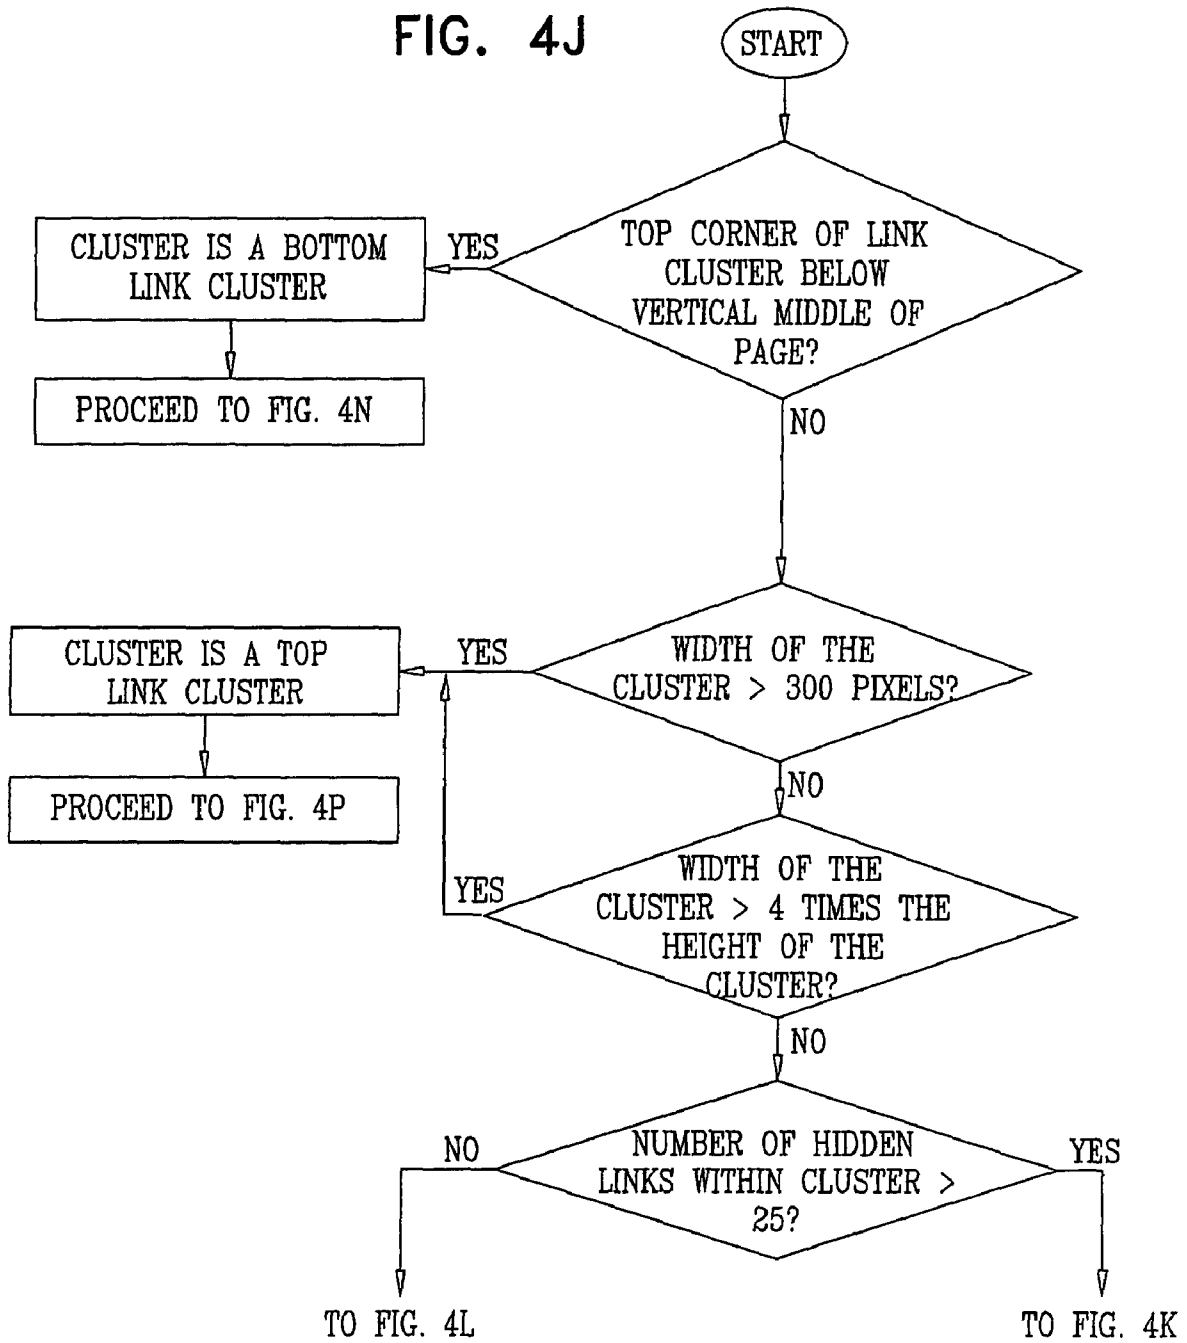 FIG. 4J
START
TOP CORNER OF LINK
CLUSTER BELOW
VERTICAL MIDDLE OF
PAGE?
YES
CLUSTER IS A BOTTOM
LINK CLUSTER
PROCEED TO FIG. 4N
NO
WIDTH OF THE
CLUSTER > 300 PIXELS?
YES
CLUSTER IS A TOP
LINK CLUSTER
PROCEED TO FIG. 4P
NO
WIDTH OF THE
CLUSTER > 4 TIMES THE
HEIGHT OF THE
CLUSTER?
YES
NO
NUMBER OF HIDDEN
LINKS WITHIN CLUSTER >
25?
NO
YES
TO FIG. 4L
TO FIG. 4K